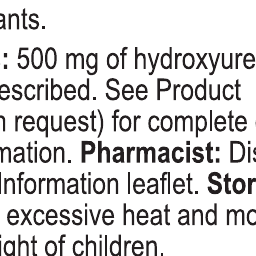 ants.
: 500 mg of hydroxyure
escribed. See Product
n request) for complete
mation. Pharmacist: Dis
Information leaflet. Stor
excessive heat and mo
ight of children.